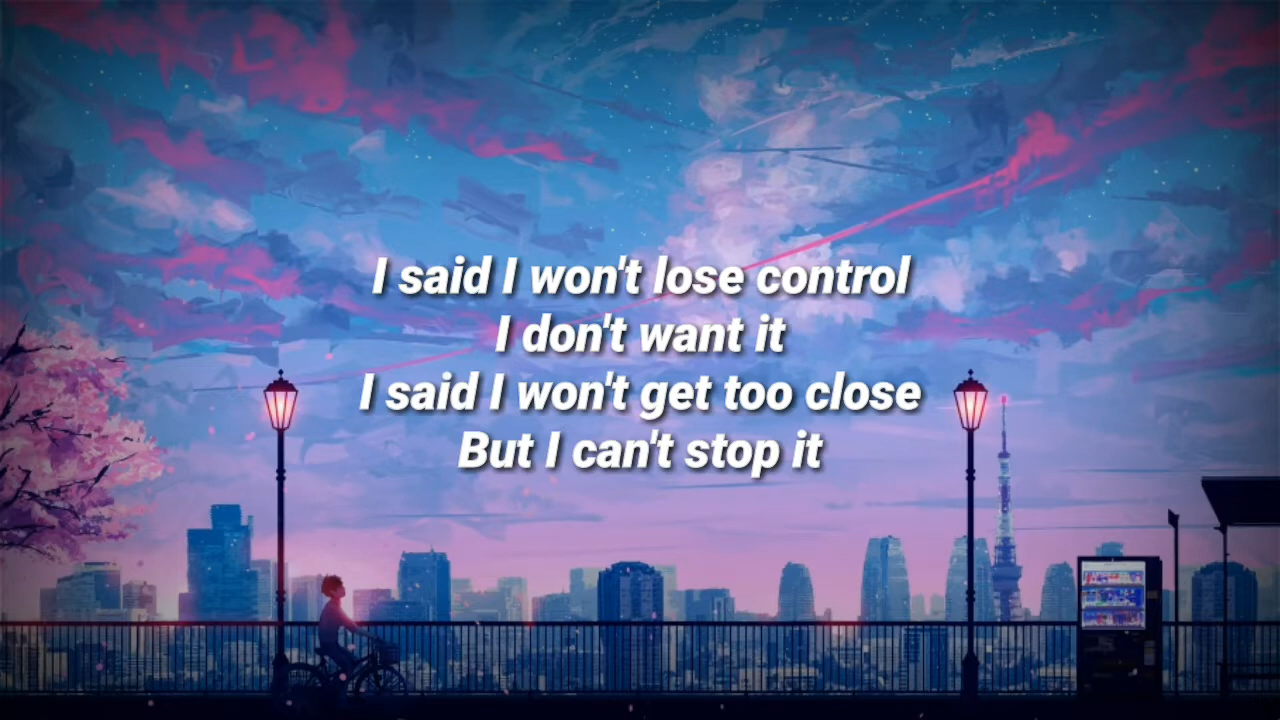 I said I won't lose control
I don't want it
I said I won't get too close
But I can't stop it